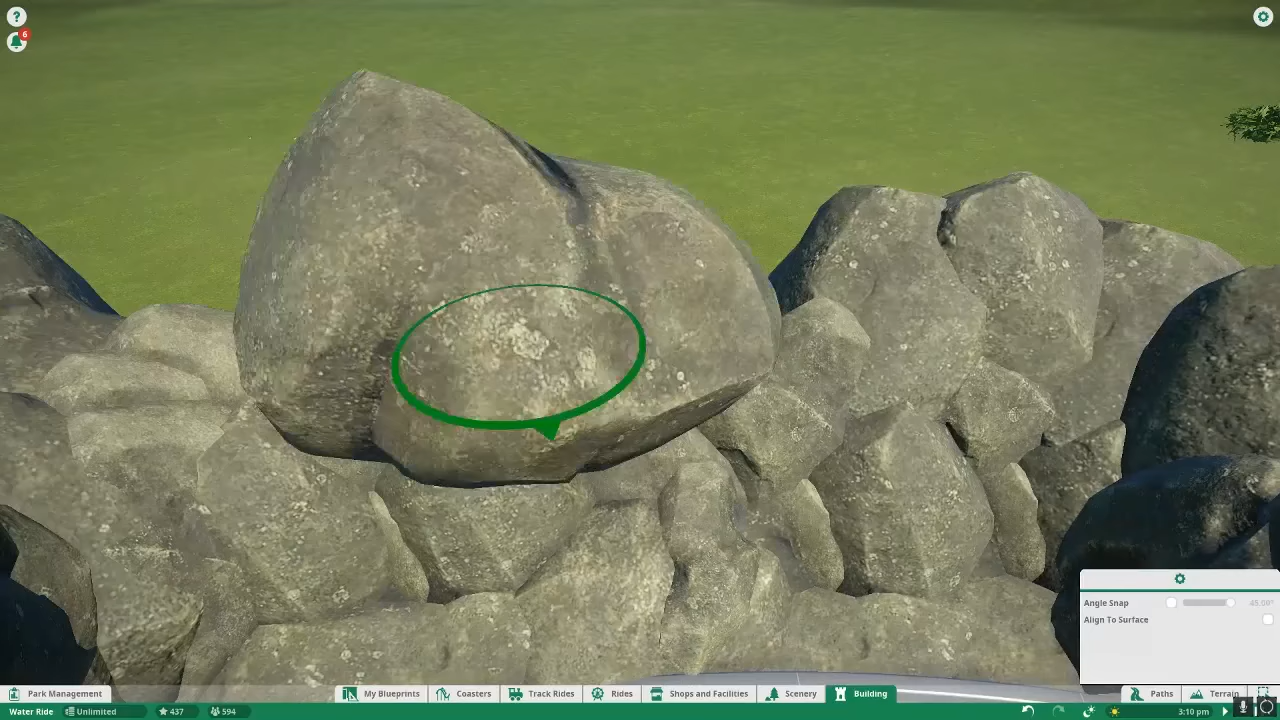 ?
6
Angle Snap 45.00°
Align To Surface
Park Management My Blueprints Coasters Track Rides Rides Shops and Facilities Scenery Building Paths Terrain
Water Ride Unlimited 437 594 3:10 pm